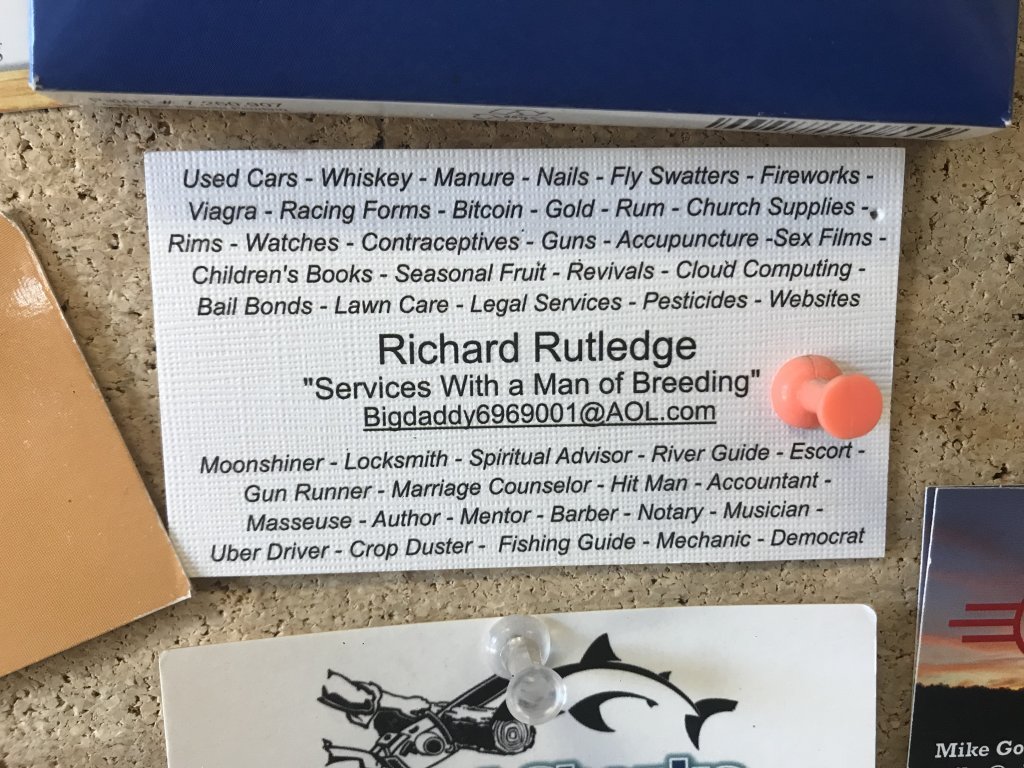 Used Cars - Whiskey - Manure - Nails - Fly Swatters - Fireworks -
Viagra - Racing Forms - Bitcoin - Gold - Rum - Church Supplies -
Rims - Watches - Contraceptives - Guns - Accupuncture -Sex Films -
Children's Books - Seasonal Fruit - Revivals - Cloud Computing -
Bail Bonds - Lawn Care - Legal Services - Pesticides - Websites
Richard Rutledge
"Services With a Man of Breeding"
Bigdaddy6969001@AOL.com
Moonshiner - Locksmith - Spiritual Advisor - River Guide - Escort -
Gun Runner - Marriage Counselor - Hit Man - Accountant -
Masseuse - Author - Mentor - Barber - Notary - Musician -
Uber Driver - Crop Duster - Fishing Guide - Mechanic - Democrat
Mike